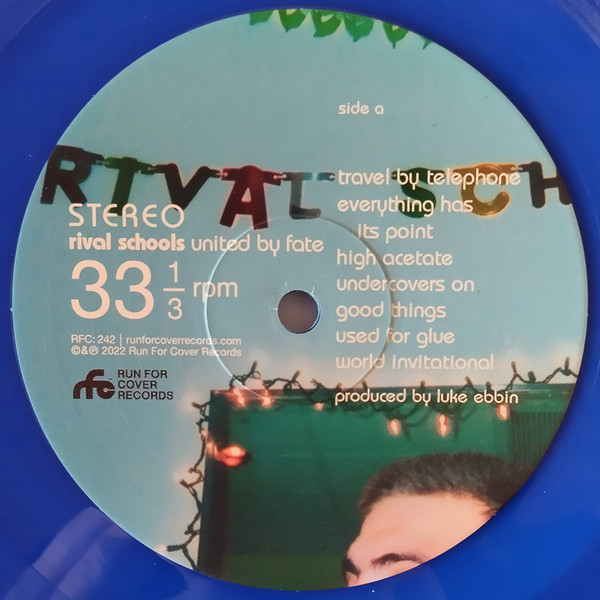 side a
RIVAL SCH
travel by telephone
everything has
its point
high acetate
undercovers on
good things
used for glue
world invitational
produced by luke ebbin
STEREO
rival schools united by fate
33 1/3 rpm
RFC: 242 | runforcoverrecords.com
©&℗ 2022 Run For Cover Records
rfc RUN FOR
COVER
RECORDS